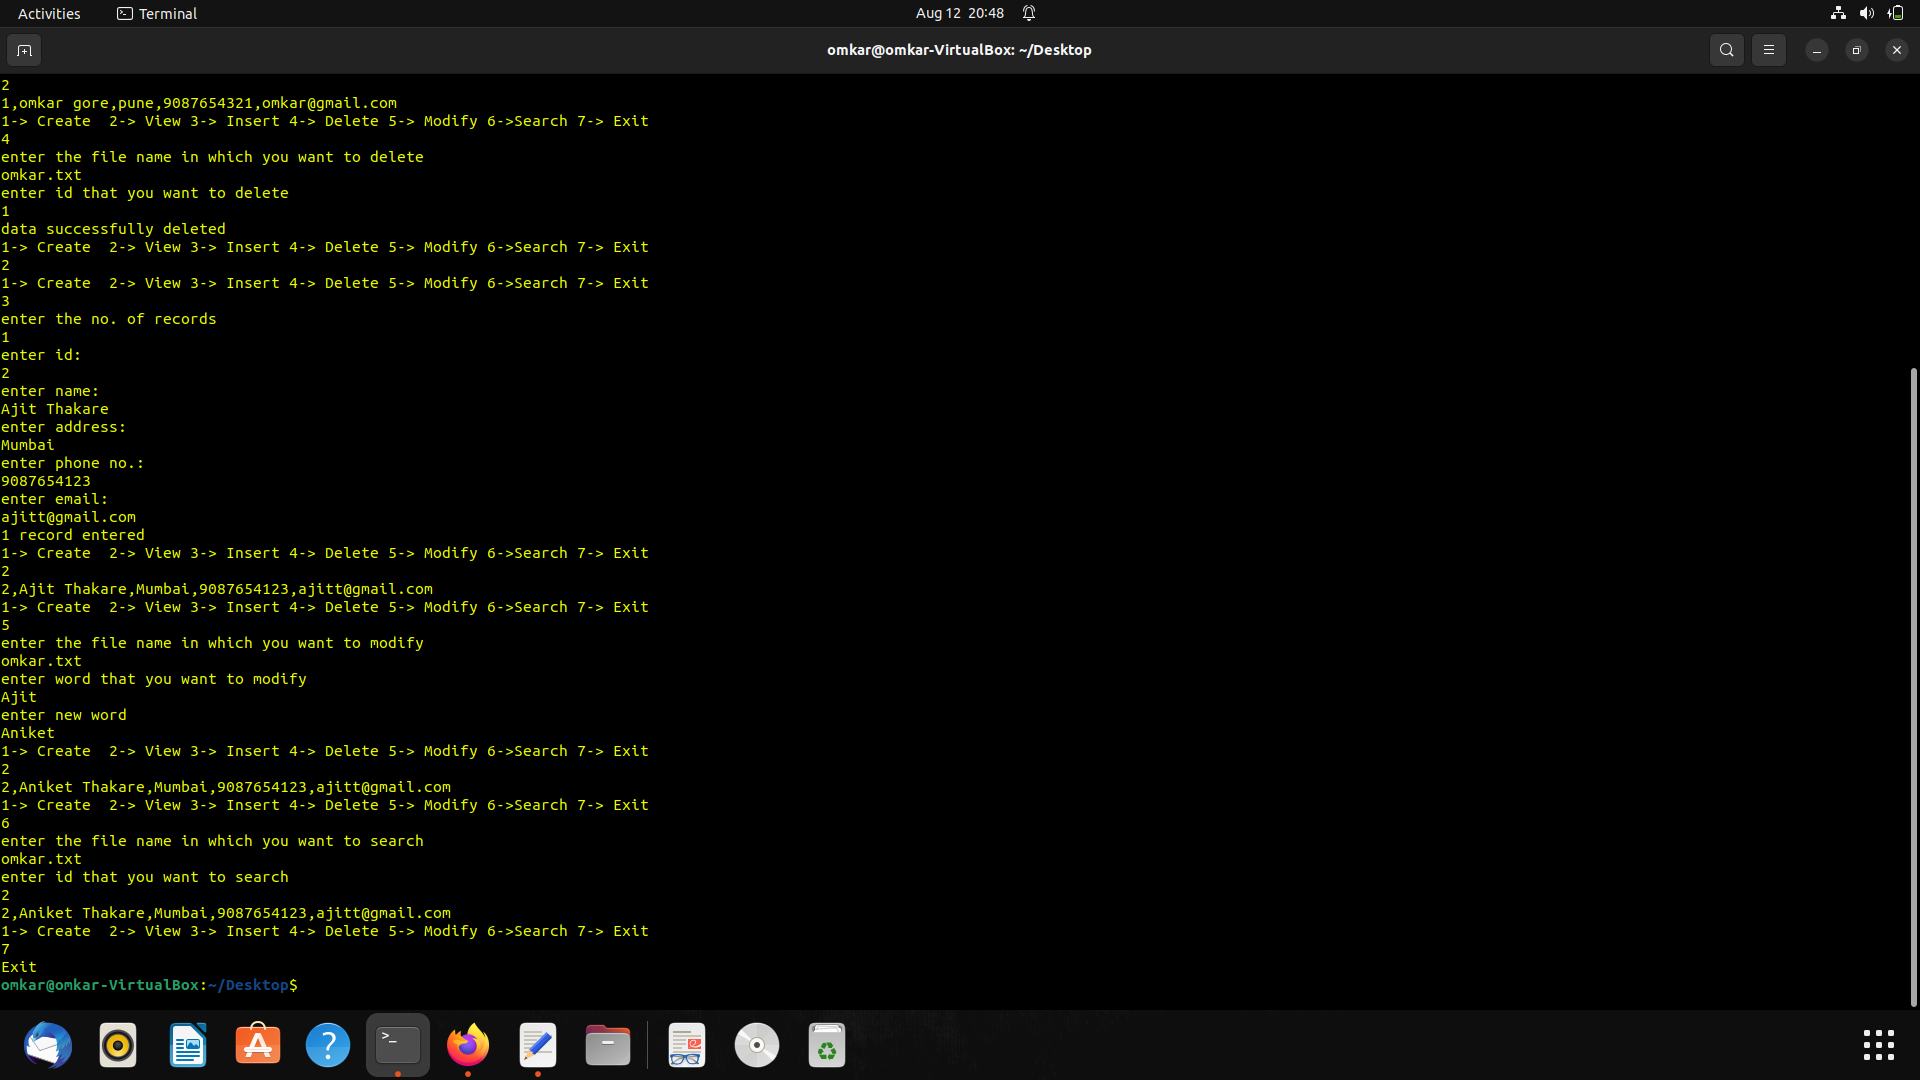 Activities
Terminal
Aug 12 20:48
omkar@omkar-VirtualBox: ~/Desktop
2
1,omkar gore,pune,9087654321,omkar@gmail.com
1-> Create  2-> View 3-> Insert 4-> Delete 5-> Modify 6->Search 7-> Exit
4
enter the file name in which you want to delete
omkar.txt
enter id that you want to delete
1
data successfully deleted
1-> Create  2-> View 3-> Insert 4-> Delete 5-> Modify 6->Search 7-> Exit
2
1-> Create  2-> View 3-> Insert 4-> Delete 5-> Modify 6->Search 7-> Exit
3
enter the no. of records
1
enter id:
2
enter name:
Ajit Thakare
enter address:
Mumbai
enter phone no.:
9087654123
enter email:
ajitt@gmail.com
1 record entered
1-> Create  2-> View 3-> Insert 4-> Delete 5-> Modify 6->Search 7-> Exit
2
2,Ajit Thakare,Mumbai,9087654123,ajitt@gmail.com
1-> Create  2-> View 3-> Insert 4-> Delete 5-> Modify 6->Search 7-> Exit
5
enter the file name in which you want to modify
omkar.txt
enter word that you want to modify
Ajit
enter new word
Aniket
1-> Create  2-> View 3-> Insert 4-> Delete 5-> Modify 6->Search 7-> Exit
2
2,Aniket Thakare,Mumbai,9087654123,ajitt@gmail.com
1-> Create  2-> View 3-> Insert 4-> Delete 5-> Modify 6->Search 7-> Exit
6
enter the file name in which you want to search
omkar.txt
enter id that you want to search
2
2,Aniket Thakare,Mumbai,9087654123,ajitt@gmail.com
1-> Create  2-> View 3-> Insert 4-> Delete 5-> Modify 6->Search 7-> Exit
7
Exit
omkar@omkar-VirtualBox:~/Desktop$